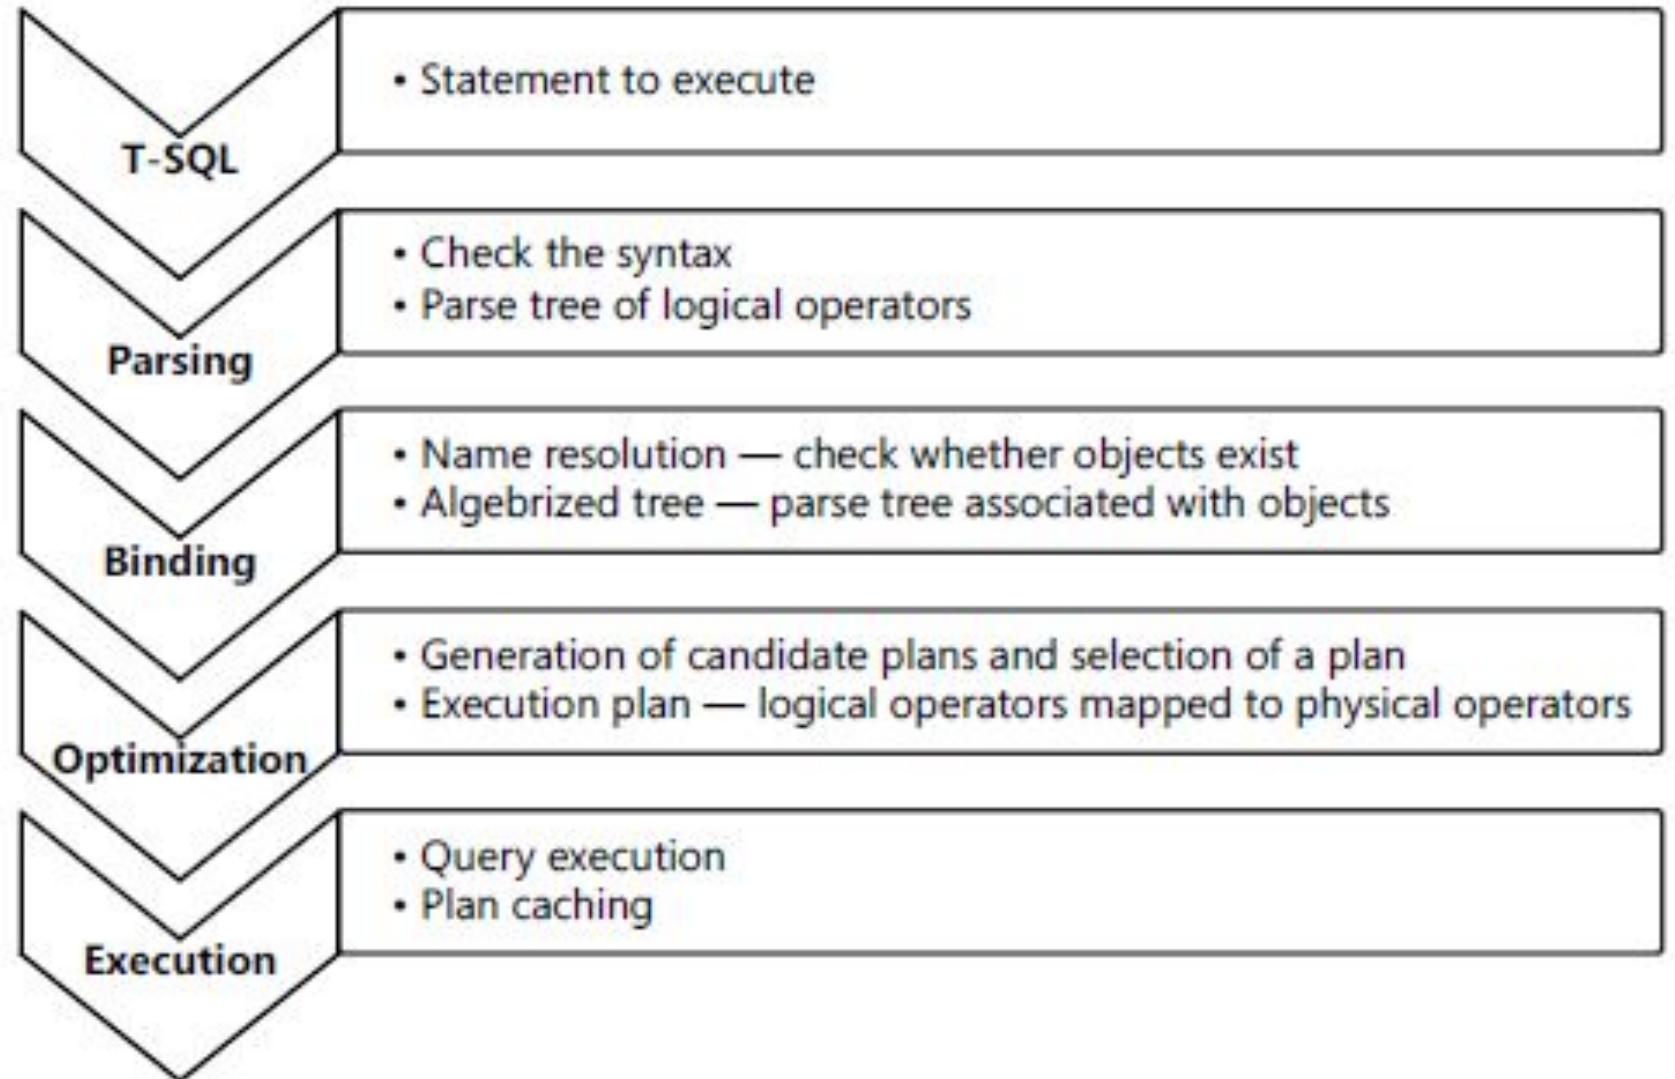 • Statement to execute
T-SQL
• Check the syntax
• Parse tree of logical operators
Parsing
• Name resolution — check whether objects exist
• Algebrized tree — parse tree associated with objects
Binding
• Generation of candidate plans and selection of a plan
• Execution plan — logical operators mapped to physical operators
Optimization
• Query execution
• Plan caching
Execution